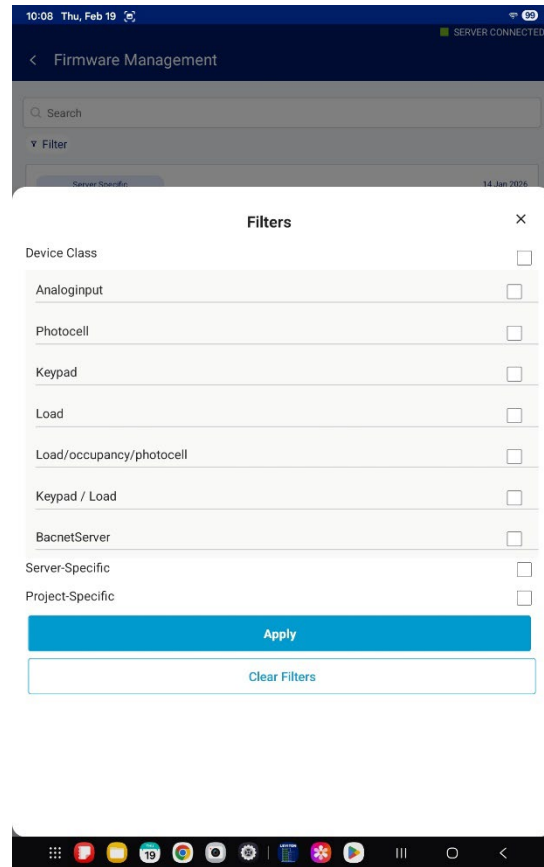 10:08 Thu, Feb 19
99
SERVER CONNECTED
< Firmware Management
Search
Filter
Server Specific
14 Jan 2026
Filters
Device Class
Analoginput
Photocell
Keypad
Load
Load/occupancy/photocell
Keypad / Load
BacnetServer
Server-Specific
Project-Specific
Apply
Clear Filters
19